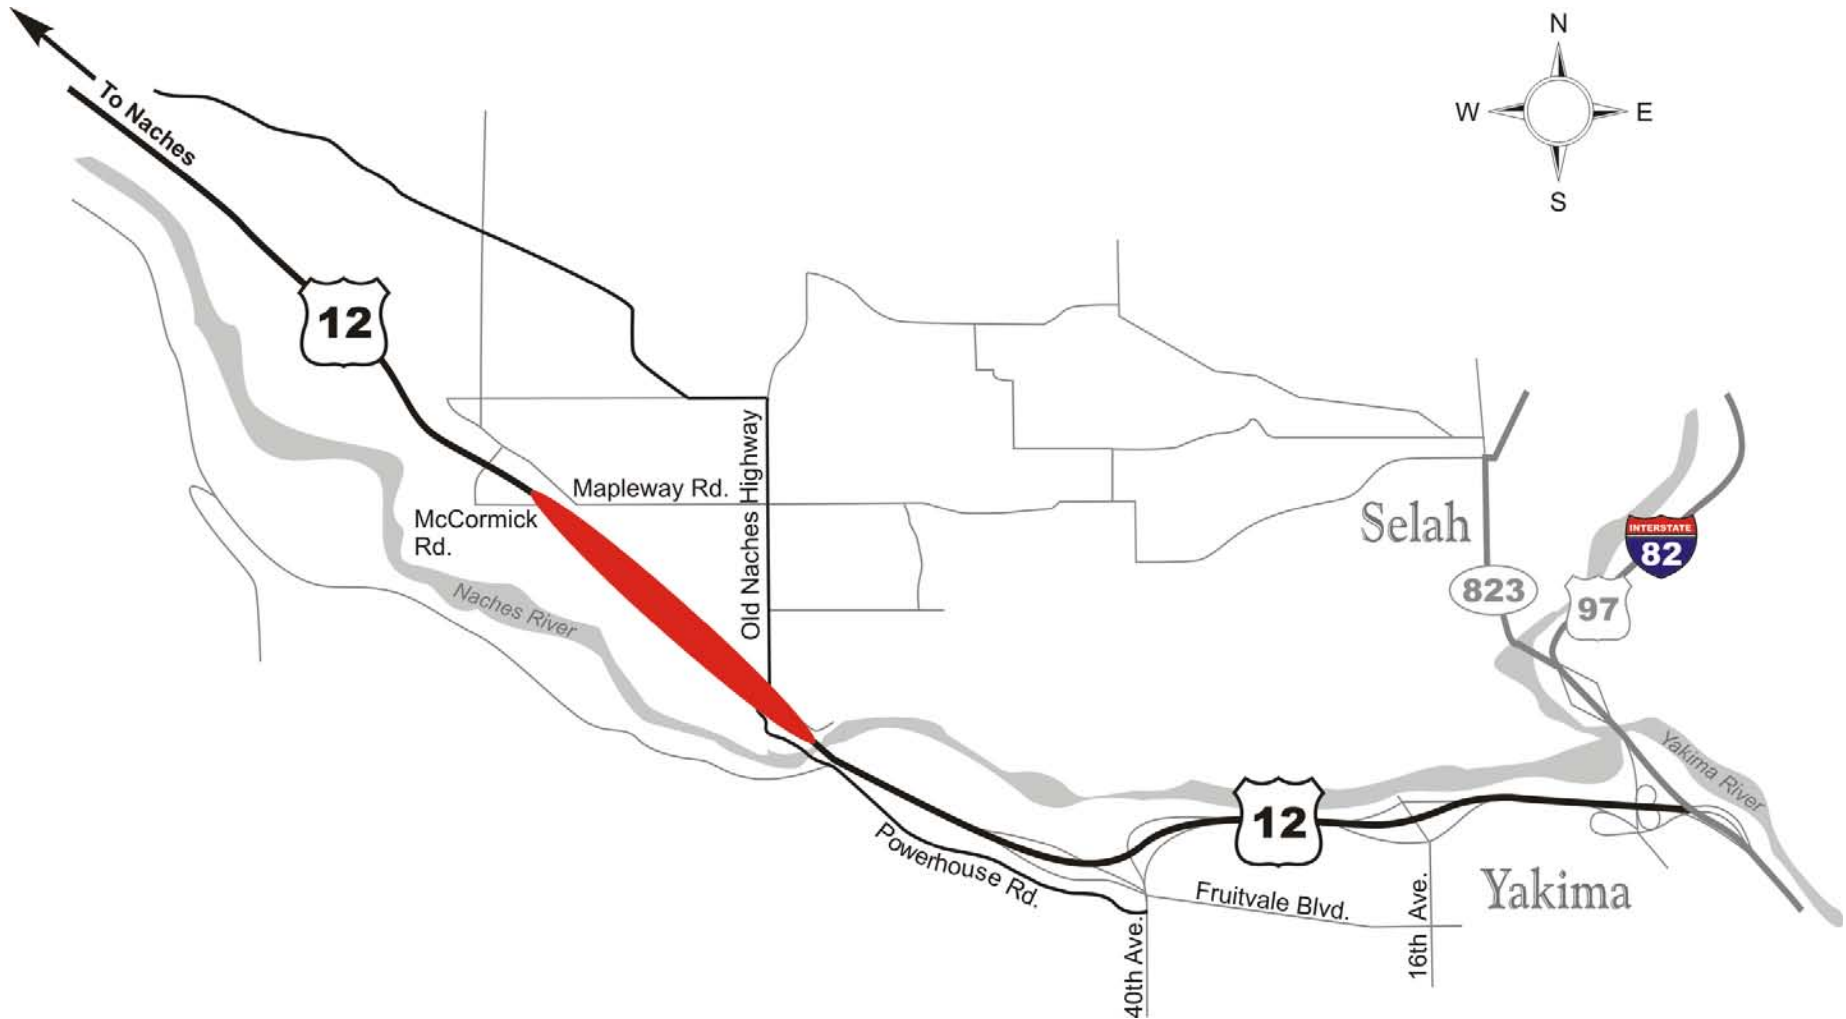 N
W
E
S
To Naches
12
Mapleway Rd.
McCormick
Rd.
Old Naches Highway
Naches River
Selah
INTERSTATE
82
823
97
Yakima River
12
Powerhouse Rd.
Fruitvale Blvd.
40th Ave.
16th Ave.
Yakima